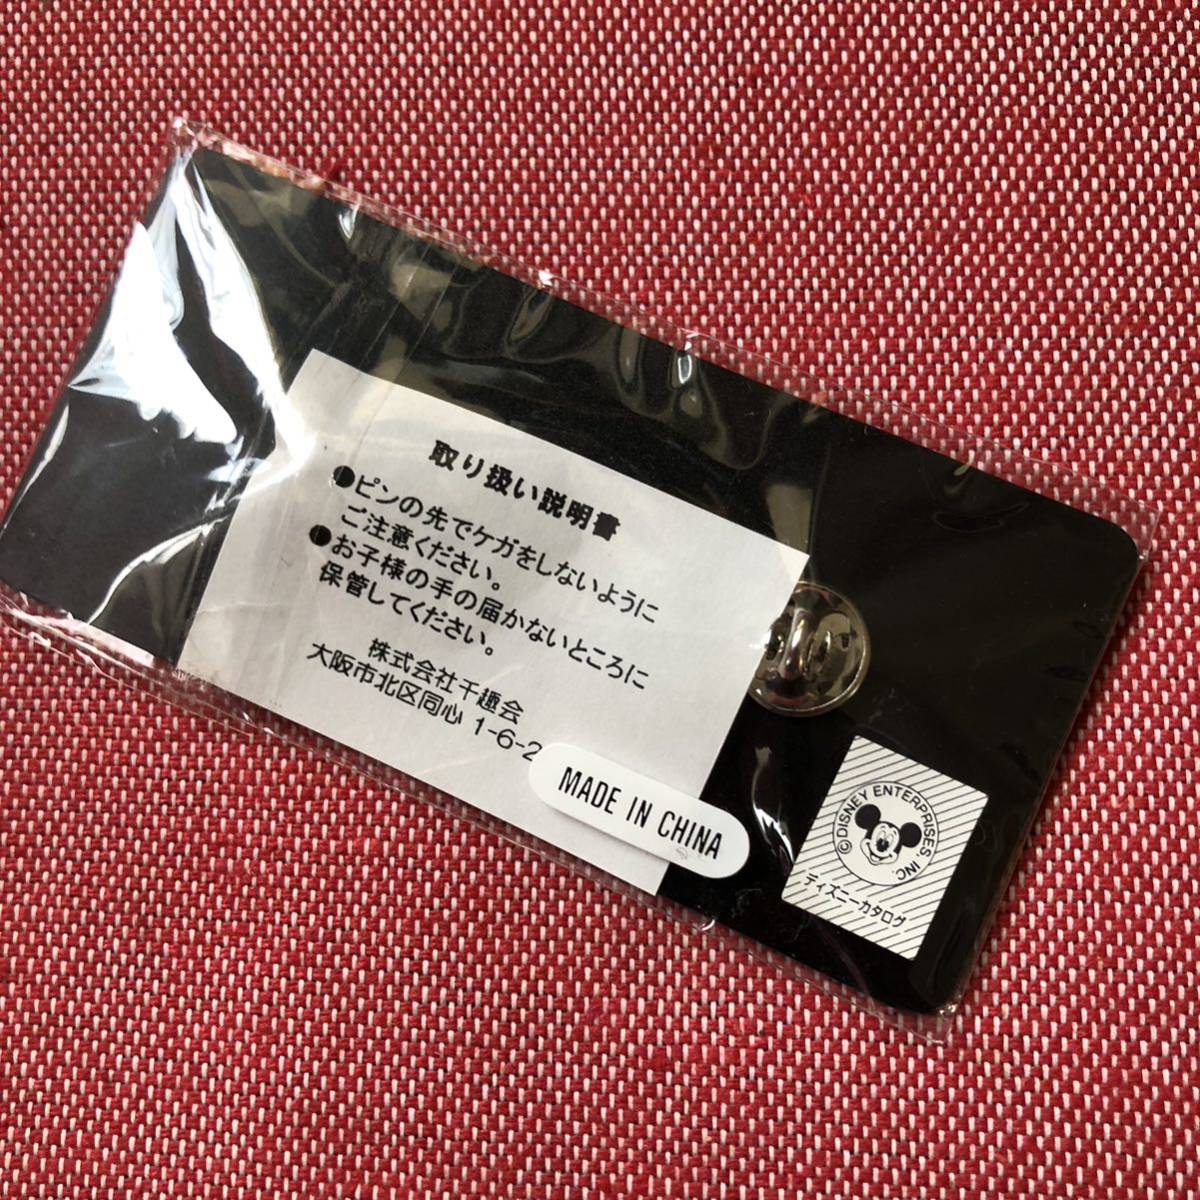 取り扱い説明書
●ピンの先でケガをしないように
ご注意ください。
●お子様の手の届かないところに
保管してください。
株式会社千趣会
大阪市北区同心 1-6-2
MADE IN CHINA
©DISNEY ENTERPRISES, INC.
ディズニーカタログ